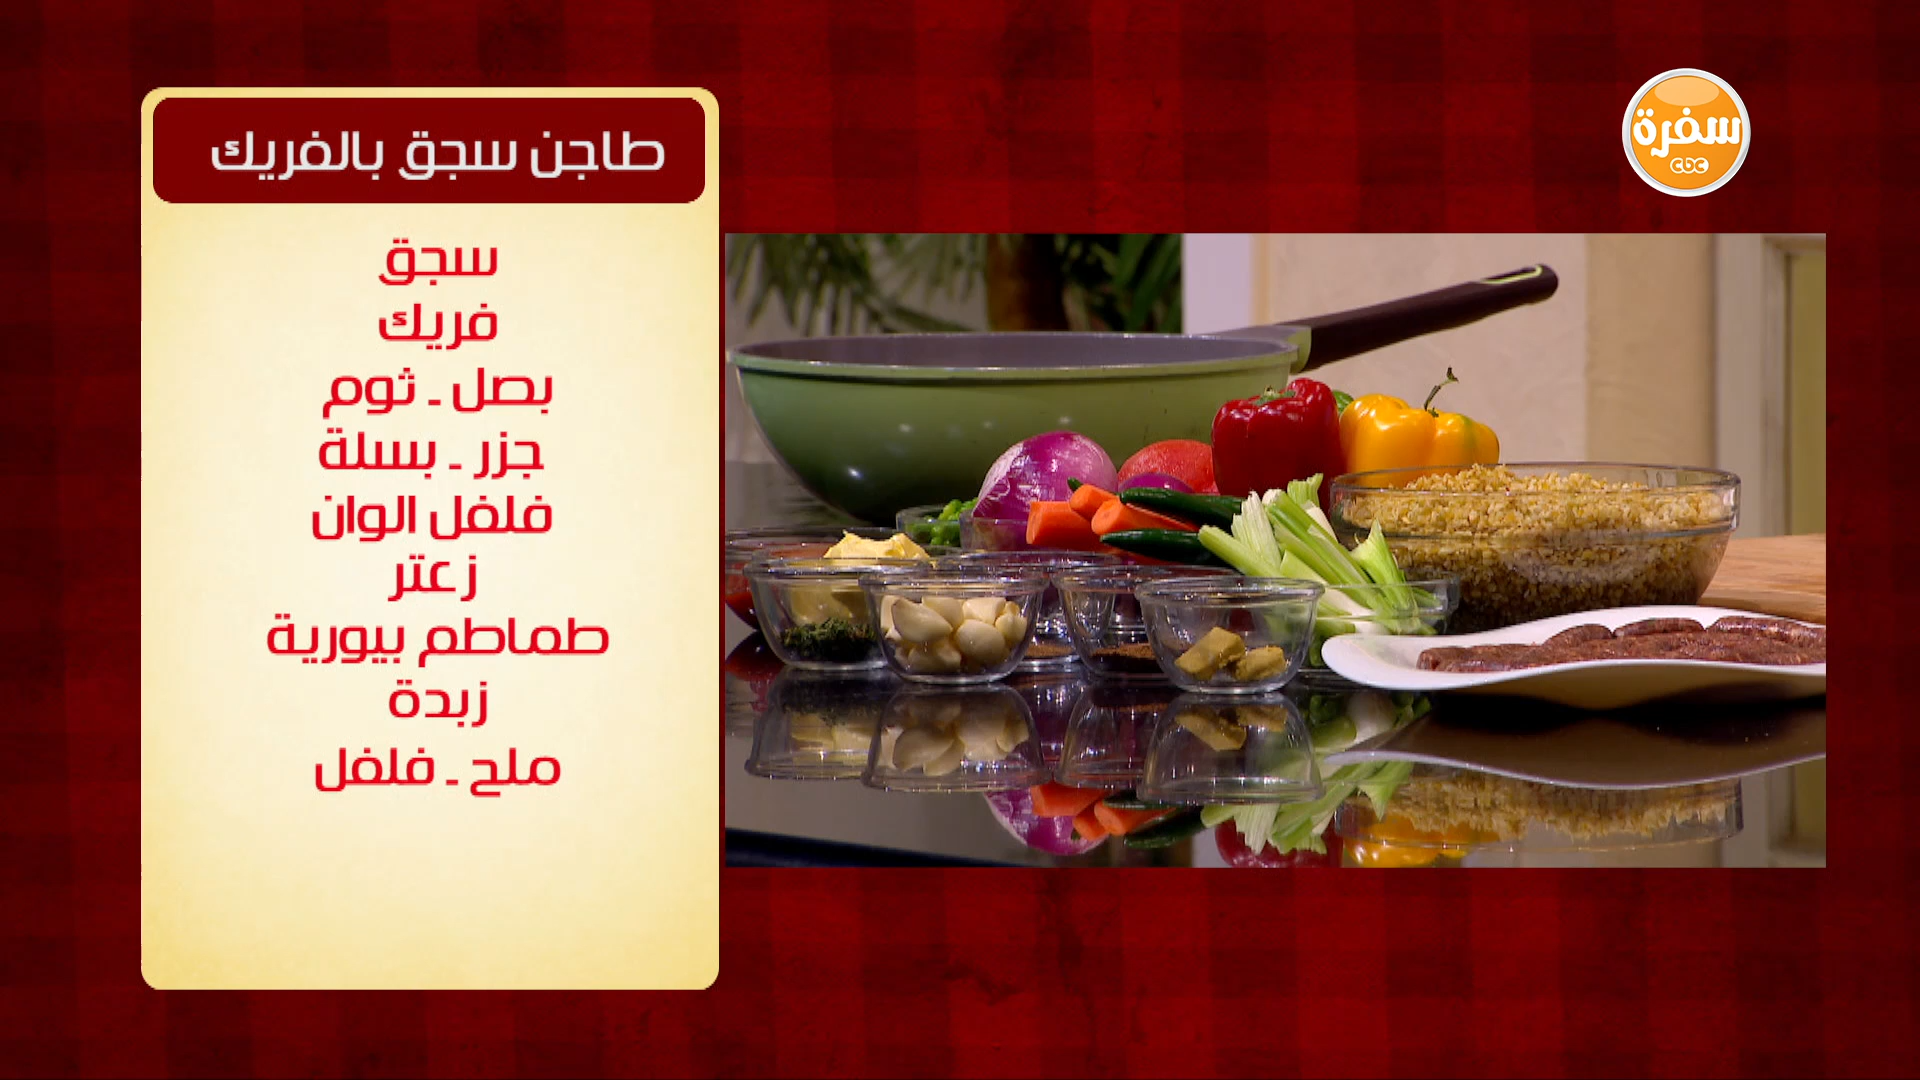 طاجن سجق بالفريك
سجق
فريك
بصل - ثوم
جزر - بسلة
فلفل الوان
زعتر
طماطم بيورية
زبدة
ملح - فلفل
سفرة
cbc